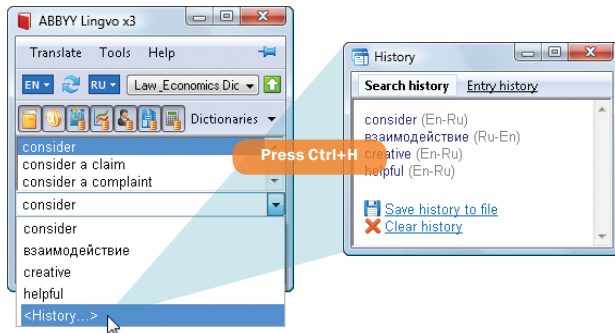 ABBYY Lingvo x3
Translate Tools Help
EN RU Law_Economics Dic
Dictionaries
consider
consider a claim
consider a complaint
consider
consider
взаимодействие
creative
helpful
<History...>
Press Ctrl+H
History
Search history Entry history
consider (En-Ru)
взаимодействие (Ru-En)
creative (En-Ru)
helpful (En-Ru)
Save history to file
Clear history